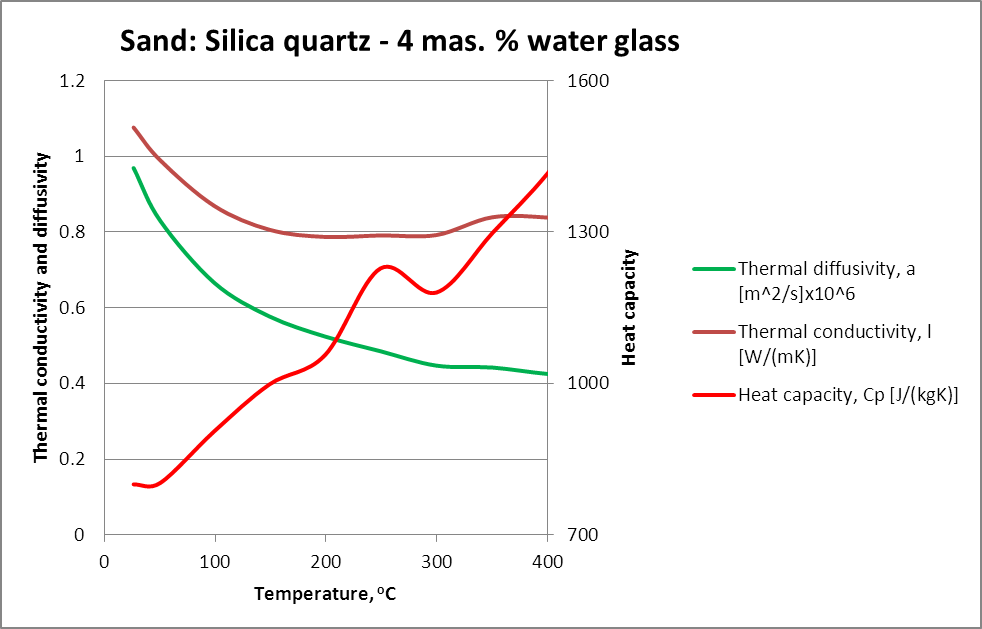 Sand: Silica quartz - 4 mas. % water glass
1.2
1
0.8
0.6
0.4
0.2
0
Thermal conductivity and diffusivity
1600
1300
1000
700
Heat capacity
0
100
200
300
400
Temperature, ºC
Thermal diffusivity, a
[m^2/s]x10^6
Thermal conductivity, l
[W/(mK)]
Heat capacity, Cp [J/(kgK)]